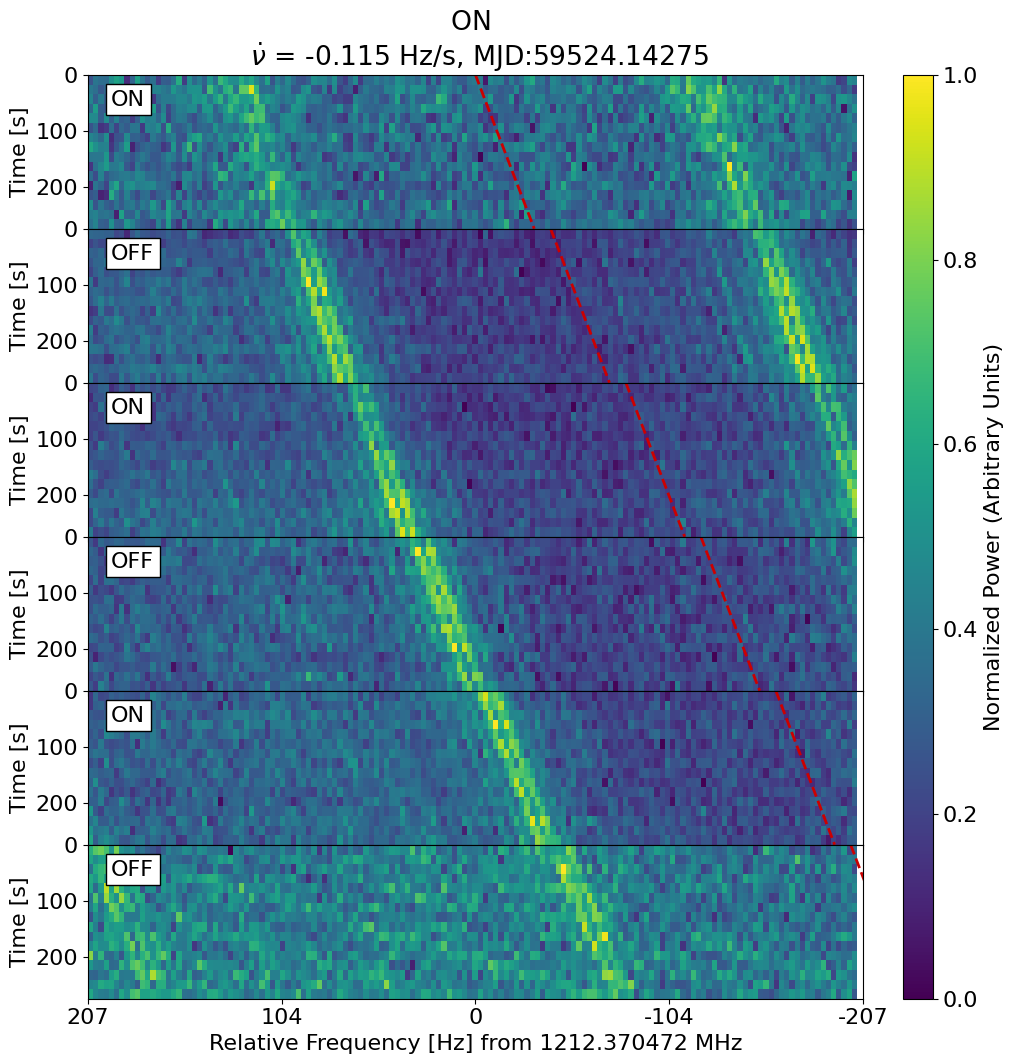 ON
ν̇ = -0.115 Hz/s, MJD:59524.14275
0
100
200
Time [s]
ON
0
100
200
Time [s]
OFF
0
100
200
Time [s]
ON
0
100
200
Time [s]
OFF
0
100
200
Time [s]
ON
0
100
200
Time [s]
OFF
207 104 0 -104 -207
Relative Frequency [Hz] from 1212.370472 MHz
1.0
0.8
0.6
0.4
0.2
0.0
Normalized Power (Arbitrary Units)